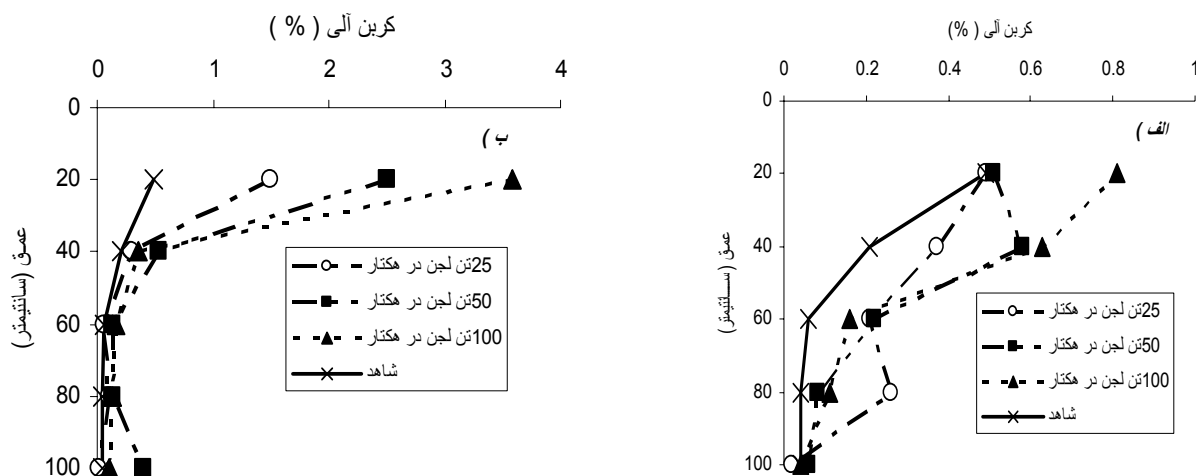 کربن آلی ( % )
0 1 2 3 4
0
20
40
60
80
100
عمق (سانتیمتر)
ب )
25تن لجن در هکتار
50تن لجن در هکتار
100تن لجن در هکتار
شاهد
کربن آلی ( %)
0 0.2 0.4 0.6 0.8 1
0
20
40
60
80
100
عمق (سانتیمتر)
الف )
25تن لجن در هکتار
50تن لجن در هکتار
100تن لجن در هکتار
شاهد